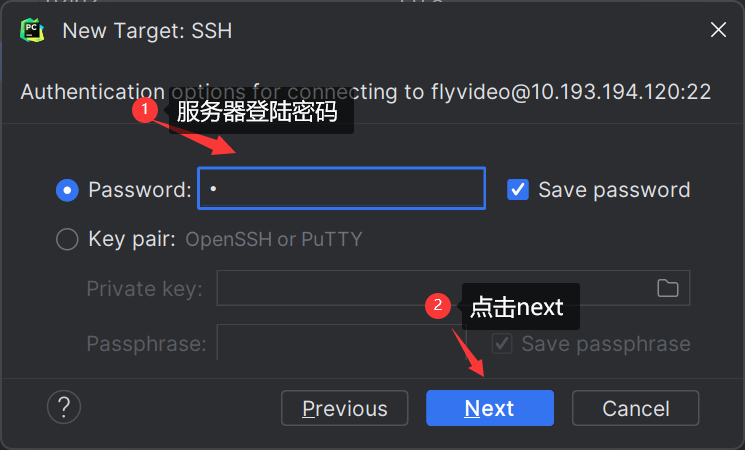 PC
New Target: SSH
Authentication options for connecting to flyvideo@10.193.194.120:22
1 服务器登陆密码
Password: • Save password
Key pair: OpenSSH or PuTTY
Private key:
2 点击next
Passphrase: Save passphrase
? Previous Next Cancel